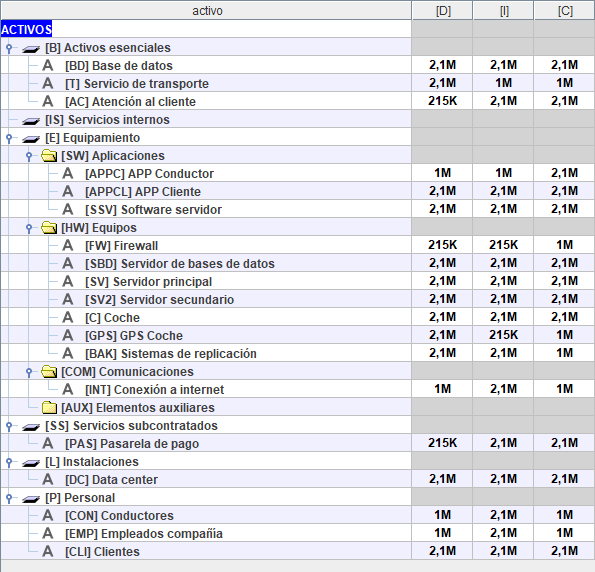 activo [D] [I] [C]
ACTIVOS
[B] Activos esenciales
[BD] Base de datos 2,1M 2,1M 2,1M
[T] Servicio de transporte 2,1M 1M 1M
[AC] Atención al cliente 215K 2,1M 2,1M
[IS] Servicios internos
[E] Equipamiento
[SW] Aplicaciones
[APPC] APP Conductor 1M 1M 2,1M
[APPCL] APP Cliente 2,1M 2,1M 2,1M
[SSV] Software servidor 2,1M 2,1M 2,1M
[HW] Equipos
[FW] Firewall 215K 215K 1M
[SBD] Servidor de bases de datos 2,1M 2,1M 2,1M
[SV] Servidor principal 2,1M 2,1M 2,1M
[SV2] Servidor secundario 2,1M 2,1M 2,1M
[C] Coche 2,1M 2,1M 2,1M
[GPS] GPS Coche 2,1M 215K 1M
[BAK] Sistemas de replicación 2,1M 2,1M 1M
[COM] Comunicaciones
[INT] Conexión a internet 1M 2,1M 1M
[AUX] Elementos auxiliares
[SS] Servicios subcontratados
[PAS] Pasarela de pago 215K 2,1M 2,1M
[L] Instalaciones
[DC] Data center 2,1M 2,1M 2,1M
[P] Personal
[CON] Conductores 1M 2,1M 1M
[EMP] Empleados compañía 1M 2,1M 1M
[CLI] Clientes 2,1M 2,1M 2,1M